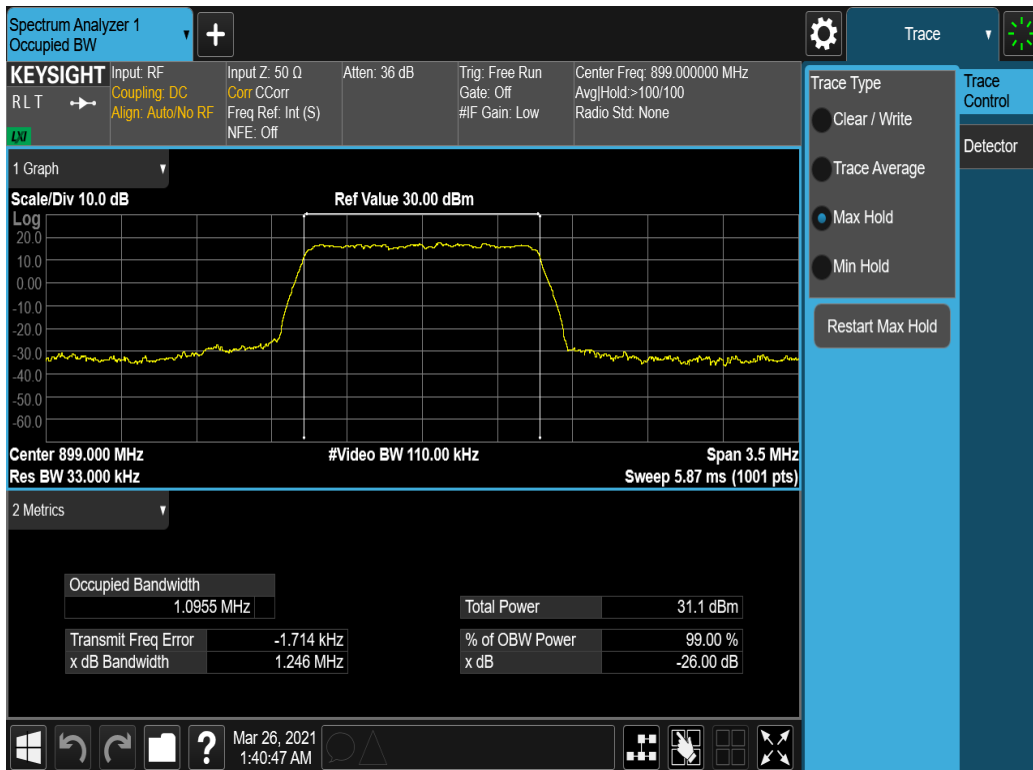 Spectrum Analyzer 1
Occupied BW
+
Trace
KEYSIGHT
RLT
LXI
Input: RF
Coupling: DC
Align: Auto/No RF
Input Z: 50 Ω
Corr CCorr
Freq Ref: Int (S)
NFE: Off
Atten: 36 dB
Trig: Free Run
Gate: Off
#IF Gain: Low
Center Freq: 899.000000 MHz
Avg|Hold:>100/100
Radio Std: None
Trace Type
Clear / Write
Trace Average
Max Hold
Min Hold
Restart Max Hold
Trace
Control
Detector
1 Graph
Scale/Div 10.0 dB
Ref Value 30.00 dBm
Log
20.0
10.0
0.00
-10.0
-20.0
-30.0
-40.0
-50.0
-60.0
Center 899.000 MHz
#Video BW 110.00 kHz
Span 3.5 MHz
Res BW 33.000 kHz
Sweep 5.87 ms (1001 pts)
2 Metrics
Occupied Bandwidth
1.0955 MHz
Total Power 31.1 dBm
Transmit Freq Error -1.714 kHz
% of OBW Power 99.00 %
x dB Bandwidth 1.246 MHz
x dB -26.00 dB
?
Mar 26, 2021
1:40:47 AM